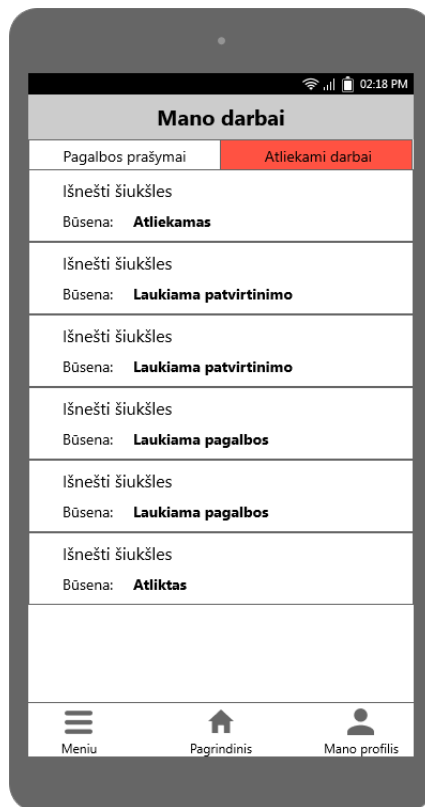 02:18 PM
Mano darbai
Pagalbos prašymai Atliekami darbai
Išnešti šiukšles
Būsena: Atliekamas
Išnešti šiukšles
Būsena: Laukiama patvirtinimo
Išnešti šiukšles
Būsena: Laukiama patvirtinimo
Išnešti šiukšles
Būsena: Laukiama pagalbos
Išnešti šiukšles
Būsena: Laukiama pagalbos
Išnešti šiukšles
Būsena: Atliktas
Meniu Pagrindinis Mano profilis